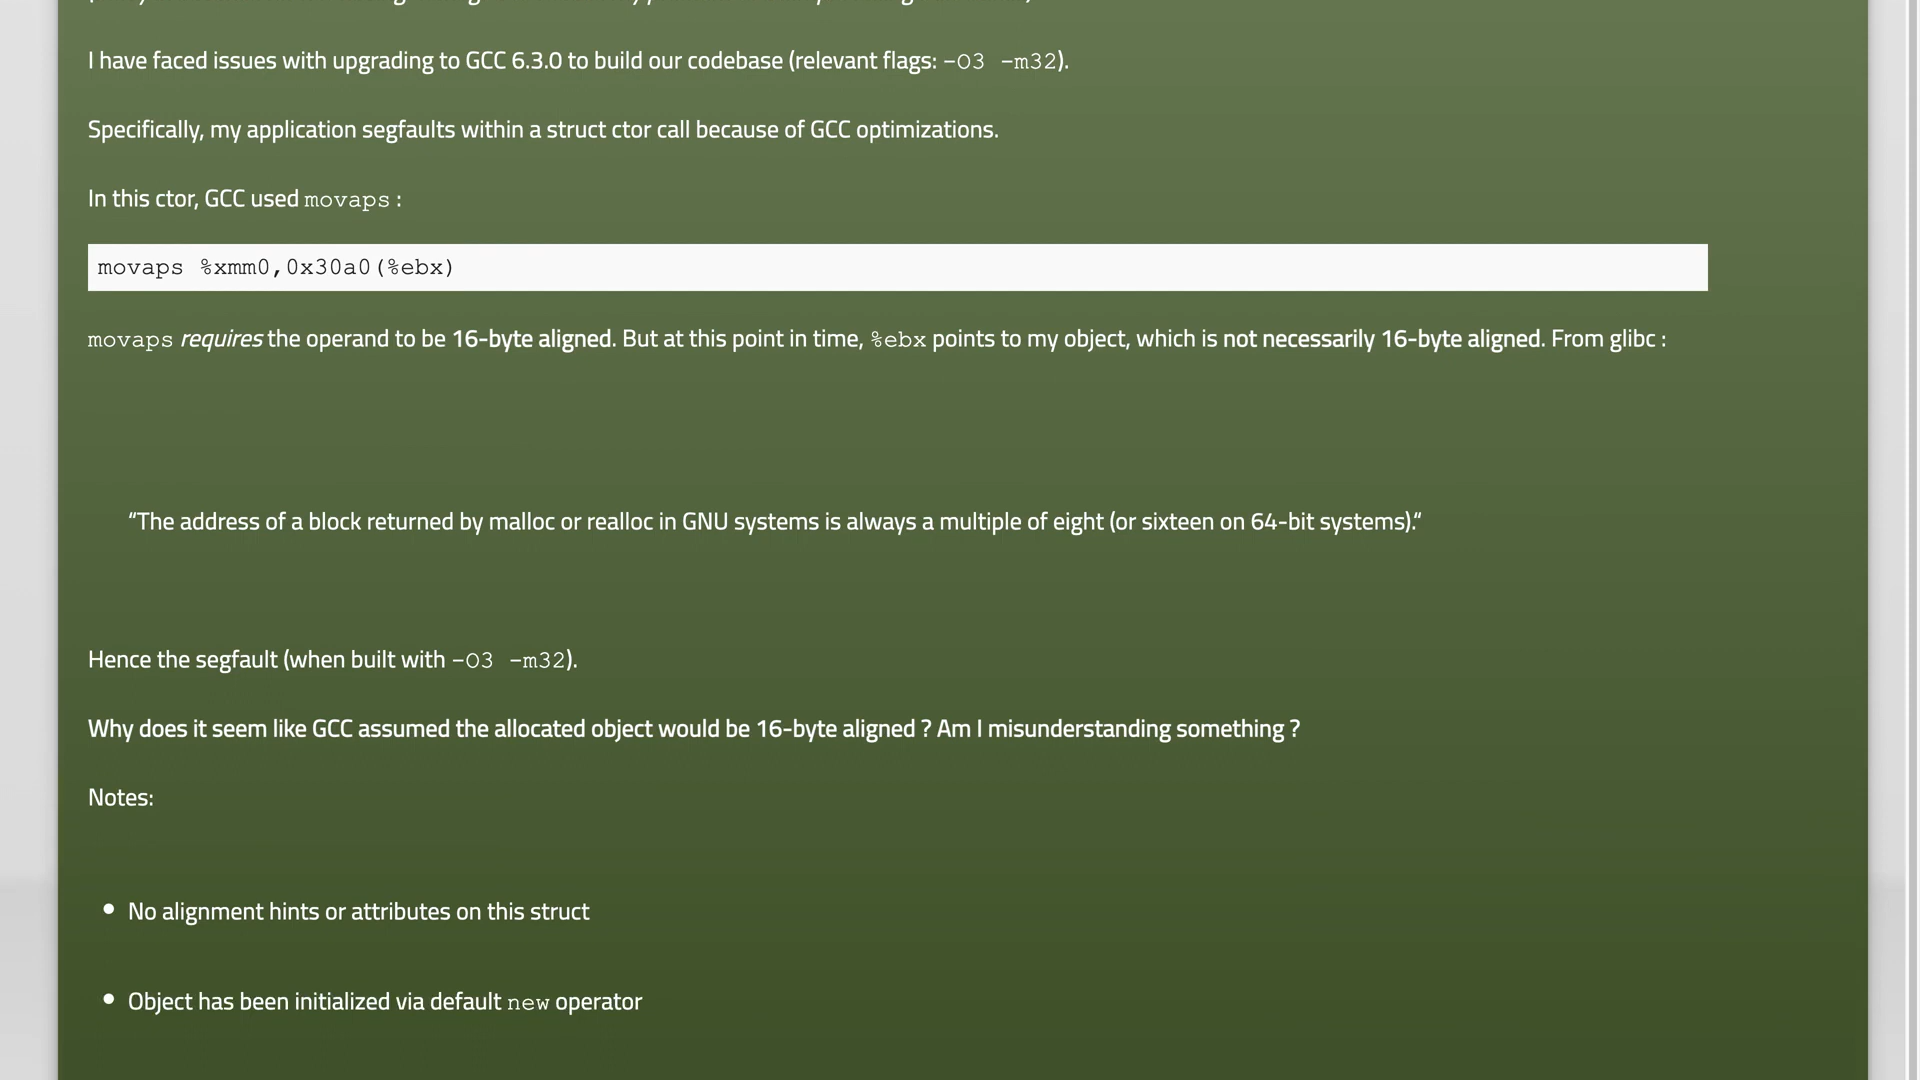 I have faced issues with upgrading to GCC 6.3.0 to build our codebase (relevant flags: -O3 -m32).
Specifically, my application segfaults within a struct ctor call because of GCC optimizations.
In this ctor, GCC used movaps :
movaps %xmm0,0x30a0(%ebx)
movaps requires the operand to be 16-byte aligned. But at this point in time, %ebx points to my object, which is not necessarily 16-byte aligned. From glibc :
“The address of a block returned by malloc or realloc in GNU systems is always a multiple of eight (or sixteen on 64-bit systems).“
Hence the segfault (when built with -O3 -m32).
Why does it seem like GCC assumed the allocated object would be 16-byte aligned ? Am I misunderstanding something ?
Notes:
• No alignment hints or attributes on this struct
• Object has been initialized via default new operator